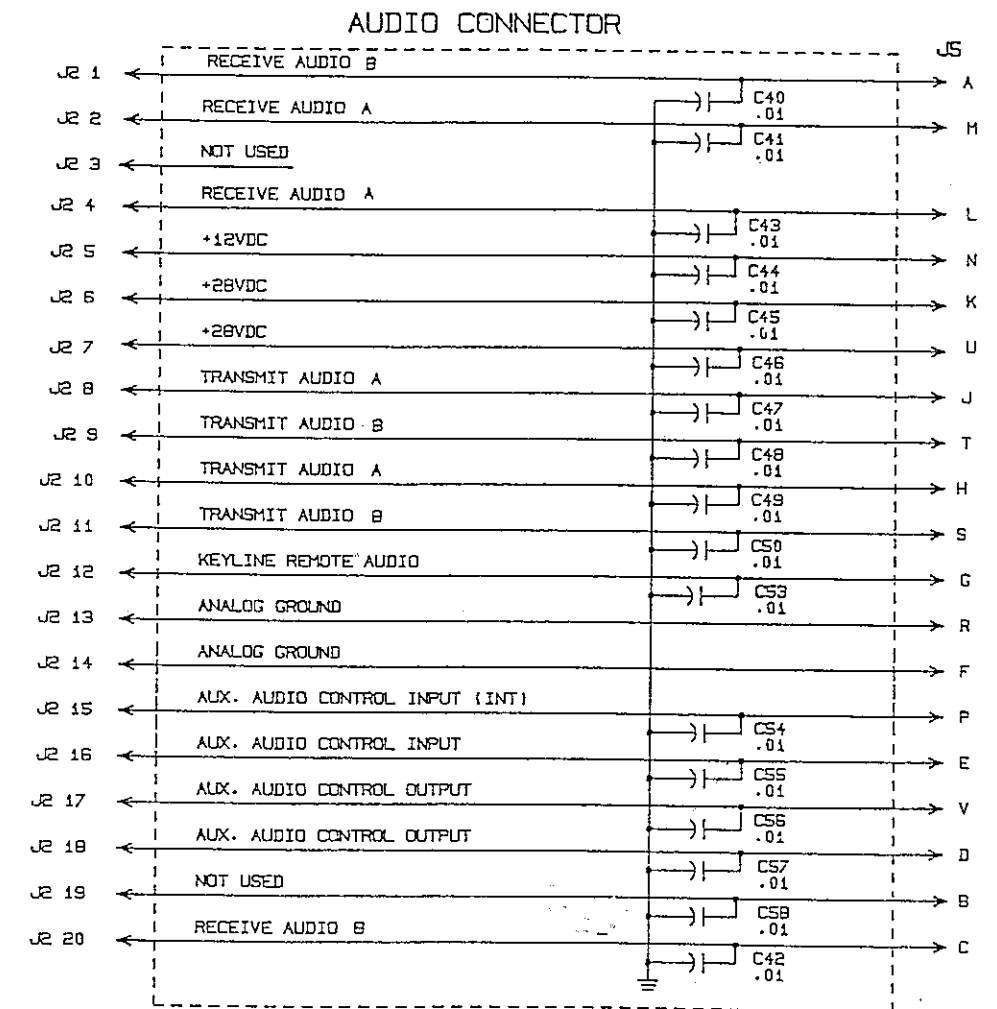 AUDIO CONNECTOR
J5
J2 1 RECEIVE AUDIO B A
C40
.01
J2 2 RECEIVE AUDIO A M
C41
.01
J2 3 NOT USED
J2 4 RECEIVE AUDIO A L
C43
.01
J2 5 +12VDC N
C44
.01
J2 6 +28VDC K
C45
.01
J2 7 +28VDC U
C46
.01
J2 8 TRANSMIT AUDIO A J
C47
.01
J2 9 TRANSMIT AUDIO B T
C48
.01
J2 10 TRANSMIT AUDIO A H
C49
.01
J2 11 TRANSMIT AUDIO B S
C50
.01
J2 12 KEYLINE REMOTE AUDIO G
C53
.01
J2 13 ANALOG GROUND R
J2 14 ANALOG GROUND F
J2 15 AUX. AUDIO CONTROL INPUT (INT) P
C54
.01
J2 16 AUX. AUDIO CONTROL INPUT E
C55
.01
J2 17 AUX. AUDIO CONTROL OUTPUT V
C56
.01
J2 18 AUX. AUDIO CONTROL OUTPUT D
C57
.01
J2 19 NOT USED B
C58
.01
J2 20 RECEIVE AUDIO B C
C42
.01